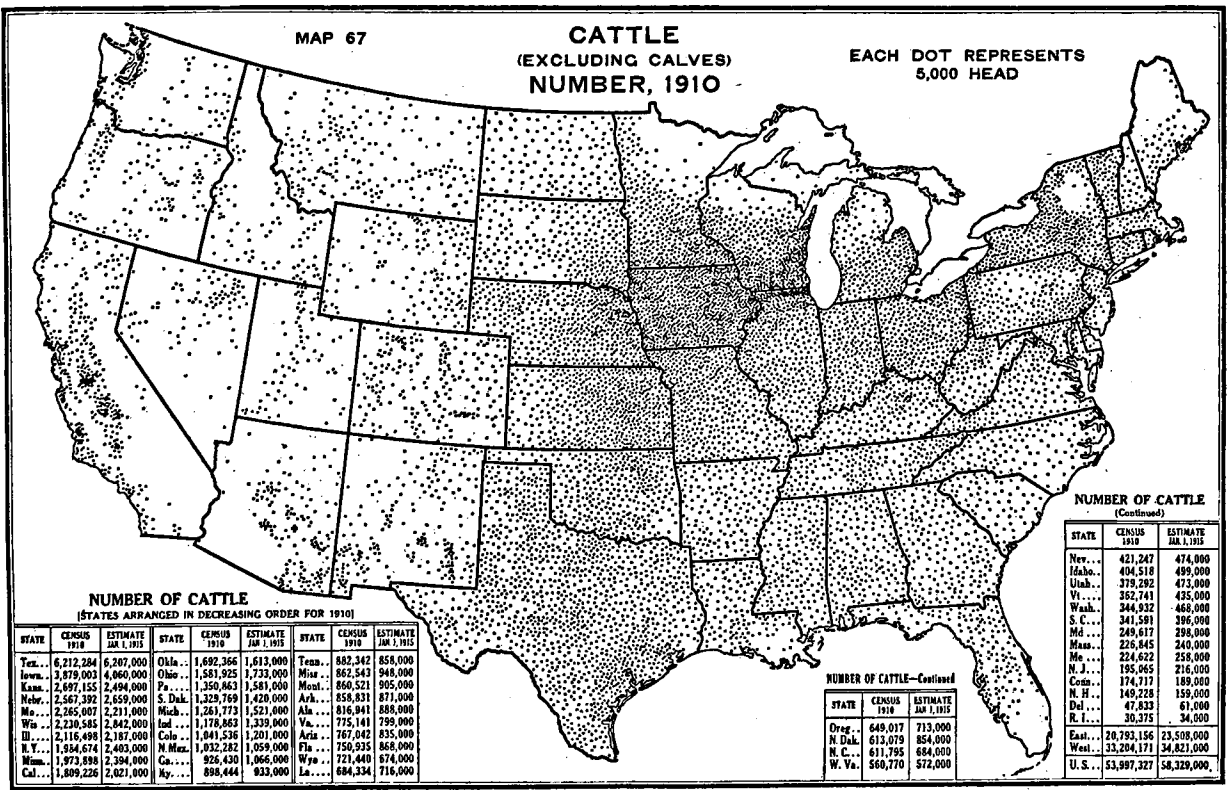 MAP 67
CATTLE
(EXCLUDING CALVES)
NUMBER, 1910
EACH DOT REPRESENTS
5,000 HEAD
NUMBER OF CATTLE
[STATES ARRANGED IN DECREASING ORDER FOR 1910]
STATE CENSUS 1910 ESTIMATE JAN. 1, 1915 STATE CENSUS 1910 ESTIMATE JAN. 1, 1915 STATE CENSUS 1910 ESTIMATE JAN. 1, 1915
Tex... 6,212,284 6,207,000 Okla.. 1,692,366 1,613,000 Tenn.. 882,342 858,000
Iowa.. 3,879,003 4,060,000 Ohio.. 1,581,925 1,733,000 Miss.. 862,543 948,000
Kans.. 2,697,155 2,494,000 Pa.... 1,350,863 1,581,000 Mont.. 860,521 905,000
Nebr.. 2,567,392 2,659,000 S. Dak. 1,329,769 1,420,000 Ark... 858,831 871,000
Mo.... 2,265,007 2,211,000 Mich.. 1,261,773 1,521,000 Ala... 816,941 888,000
Wis... 2,230,585 2,842,000 Ind... 1,178,863 1,339,000 Va.... 775,141 799,000
Ill... 2,116,498 2,187,000 Colo.. 1,041,536 1,201,000 Ariz.. 767,042 835,000
N.Y... 1,984,674 2,403,000 N.Mex. 1,032,282 1,059,000 Fla... 750,935 868,000
Minn.. 1,973,898 2,394,000 Ga.... 926,430 1,066,000 Wyo... 721,440 674,000
Cal... 1,809,226 2,021,000 Ky.... 898,444 933,000 La.... 684,334 716,000
NUMBER OF CATTLE—Continued
STATE CENSUS 1910 ESTIMATE JAN. 1, 1915
Oreg.. 649,017 713,000
N. Dak. 613,079 854,000
N. C... 611,795 684,000
W. Va. 560,770 572,000
NUMBER OF CATTLE
(Continued)
STATE CENSUS 1910 ESTIMATE JAN. 1, 1915
Nev... 421,247 474,000
Idaho.. 404,518 499,000
Utah.. 379,292 473,000
Vt.... 362,741 435,000
Wash.. 344,932 468,000
S. C... 341,591 396,000
Md... 249,617 298,000
Mass.. 226,845 240,000
Me... 224,622 258,000
N. J... 195,065 216,000
Conn.. 174,717 189,000
N. H.. 149,228 159,000
Del... 47,833 61,000
R. I... 30,375 34,000
East... 20,793,156 23,508,000
West.. 33,204,171 34,821,000
U. S... 53,997,327 58,329,000